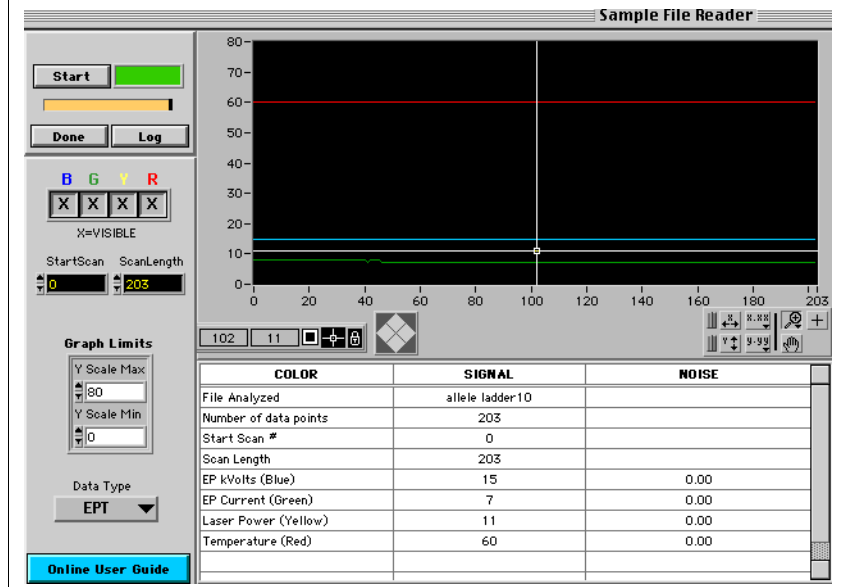 Sample File Reader
Start
Done Log
B G Y R
X X X X
X=VISIBLE
StartScan ScanLength
0 203
Graph Limits
Y Scale Max
80
Y Scale Min
0
Data Type
EPT
Online User Guide
80
70
60
50
40
30
20
10
0
0 20 40 60 80 100 120 140 160 180 203
102 11
X X.XX
Y Y.YY
COLOR SIGNAL NOISE
File Analyzed allele ladder10
Number of data points 203
Start Scan # 0
Scan Length 203
EP kVolts (Blue) 15 0.00
EP Current (Green) 7 0.00
Laser Power (Yellow) 11 0.00
Temperature (Red) 60 0.00